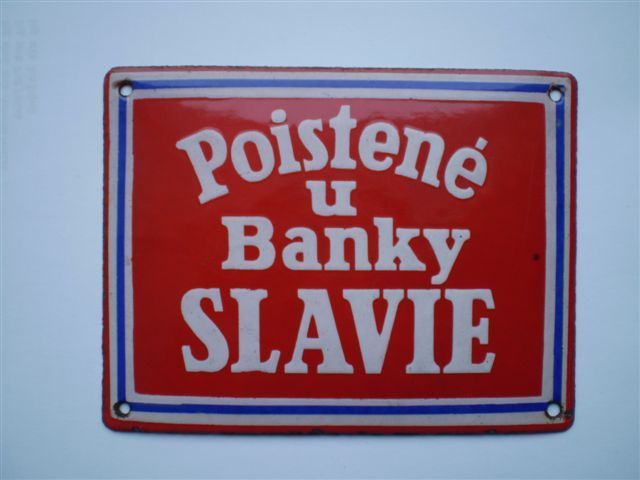 Poistené
u
Banky
SLAVIE